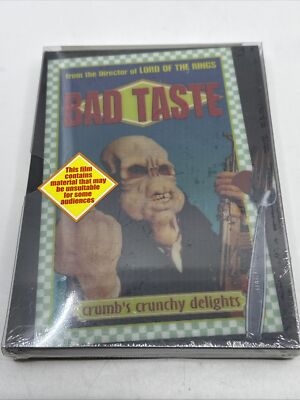 from the Director of LORD OF THE RINGS
BAD TASTE
This film
contains
material that may
be unsuitable
for some
audiences
crumb's crunchy delights